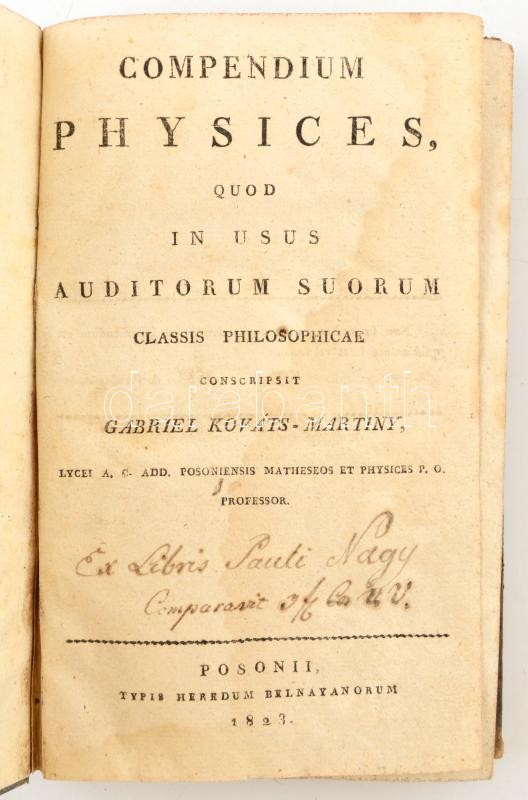 COMPENDIUM
PHYSICES,
QUOD
IN USUS
AUDITORUM SUORUM
CLASSIS PHILOSOPHICAE
CONSCRIPSIT
darabanth
GABRIEL KOVÁTS-MARTINY,
LYCEI A. C. ADD. POSONIENSIS MATHESEOS ET PHYSICES P. O.
PROFESSOR.
Ex Libris Pauli Nagy
Comparavit
POSONII,
TYPIS HEREDUM BELNAYANORUM
1823.